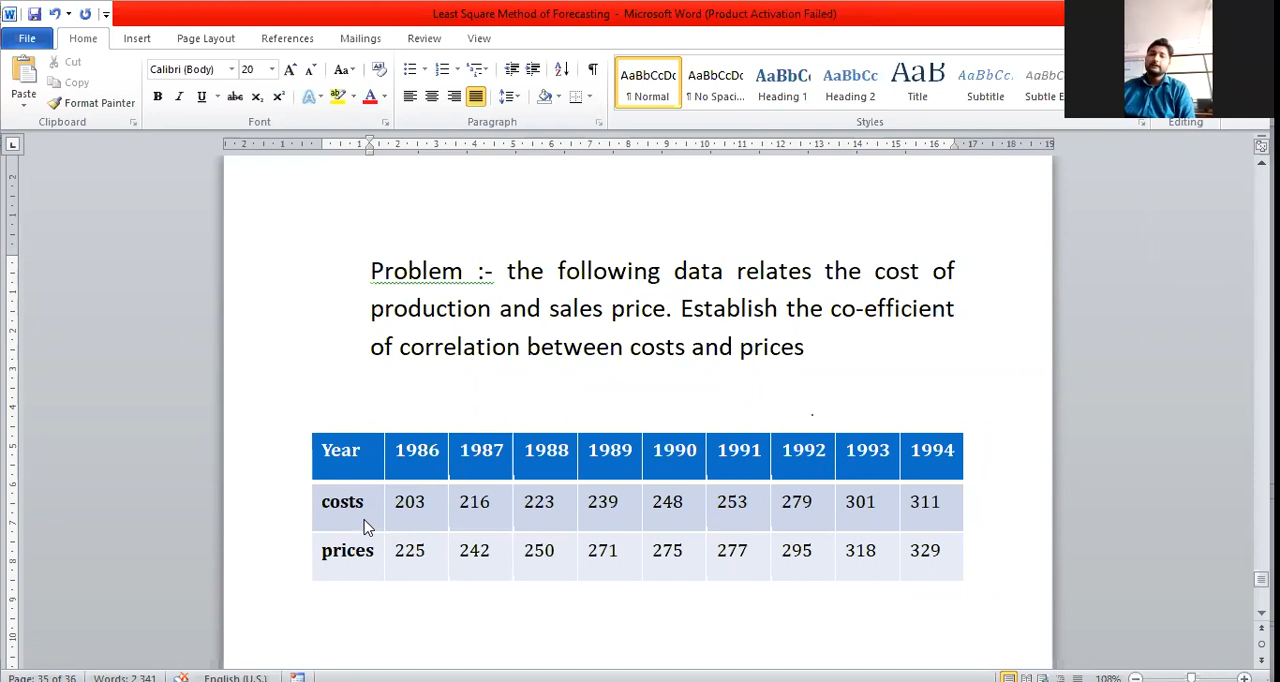 Least Square Method of Forecasting - Microsoft Word (Product Activation Failed)
File Home Insert Page Layout References Mailings Review View
Cut
Copy
Paste
Format Painter
Calibri (Body) 20
AaBbCcDc AaBbCcDc AaBbC AaBbCc AaB AaBbCc. AaBbC
¶ Normal ¶ No Spaci... Heading 1 Heading 2 Title Subtitle Subtle E
Clipboard Font Paragraph Styles Editing
Problem :- the following data relates the cost of
production and sales price. Establish the co-efficient
of correlation between costs and prices
Year 1986 1987 1988 1989 1990 1991 1992 1993 1994
costs 203 216 223 239 248 253 279 301 311
prices 225 242 250 271 275 277 295 318 329
Page: 35 of 36 Words: 2,341 English (U.S.) 108%